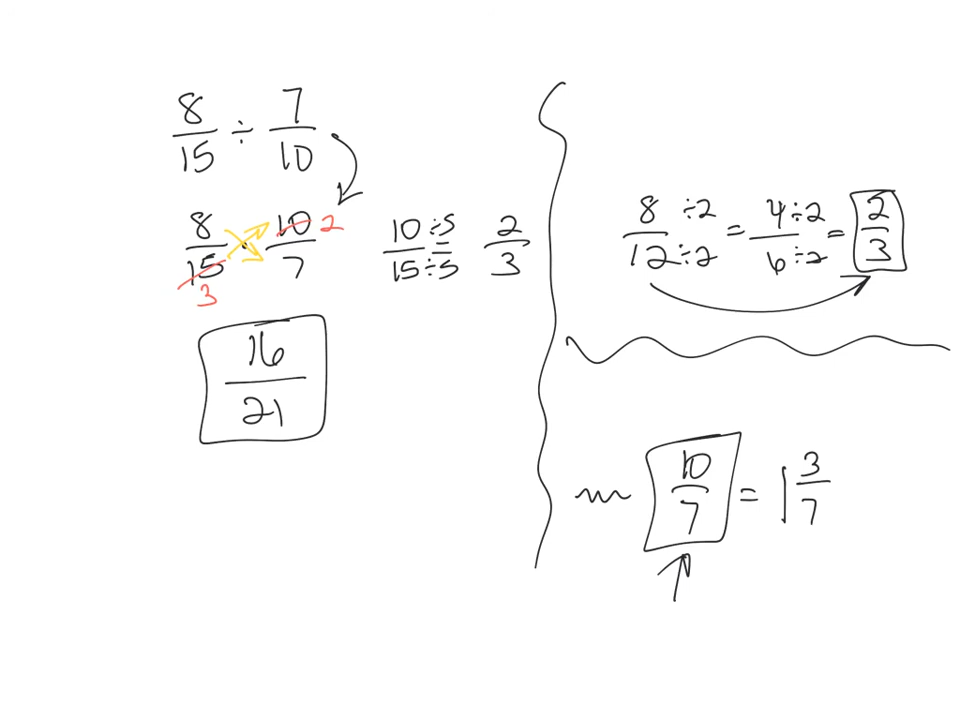 8/15 ÷ 7/10
8/15 · 10/7 2
3
10/15 ÷5/÷5 = 2/3
16/21
8/12 ÷2/÷2 = 4/6 ÷2/÷2 = 2/3
10/7 = 1 3/7